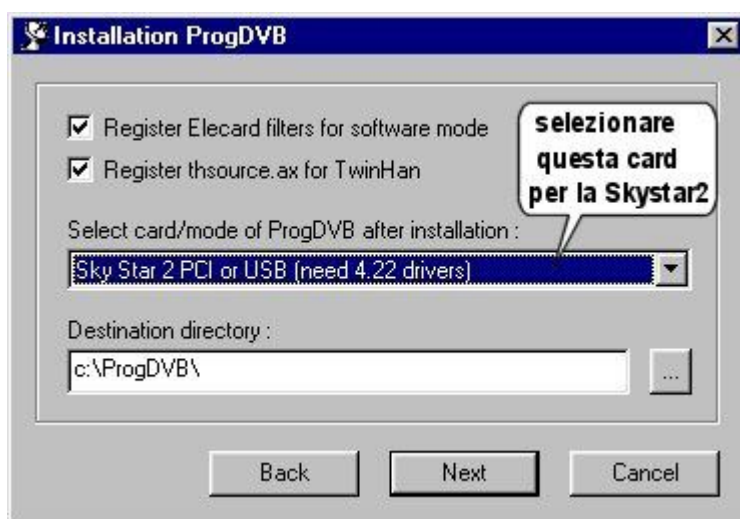 Installation ProgDVB
Register Elecard filters for software mode
Register thsource.ax for TwinHan
selezionare
questa card
per la Skystar2
Select card/mode of ProgDVB after installation :
Sky Star 2 PCI or USB (need 4.22 drivers)
Destination directory :
c:\ProgDVB\
...
Back
Next
Cancel